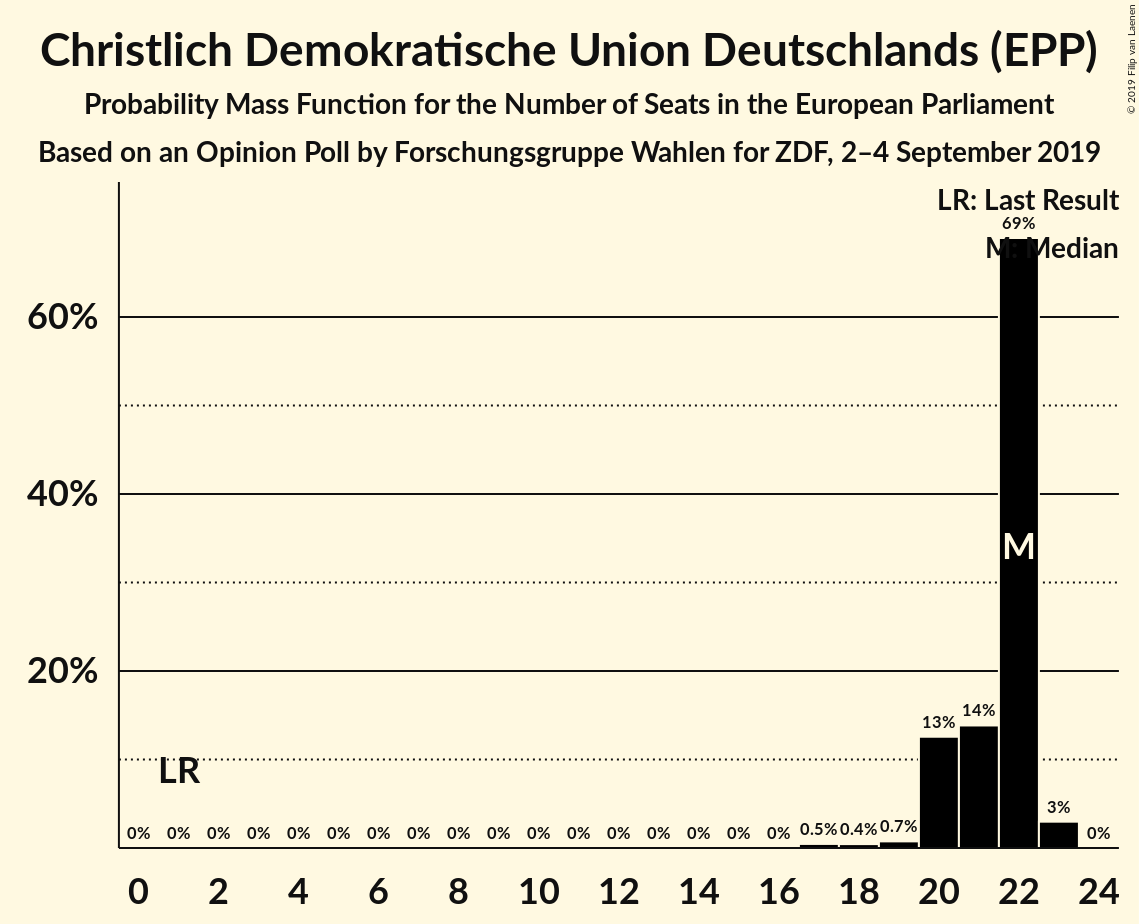 Christlich Demokratische Union Deutschlands (EPP)
Probability Mass Function for the Number of Seats in the European Parliament
Based on an Opinion Poll by Forschungsgruppe Wahlen for ZDF, 2–4 September 2019
© 2019 Filip van Laenen
LR: Last Result
69%
M: Median
60%
40%
M
20%
14%
13%
LR
3%
0% 0% 0% 0% 0% 0% 0% 0% 0% 0% 0% 0% 0% 0% 0% 0% 0% 0.5% 0.4% 0.7% 0%
0 2 4 6 8 10 12 14 16 18 20 22 24